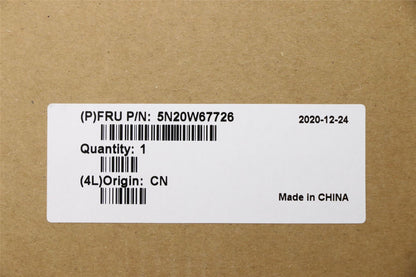 (P)FRU P/N: 5N20W67726
2020-12-24
Quantity: 1
(4L)Origin: CN
Made in CHINA